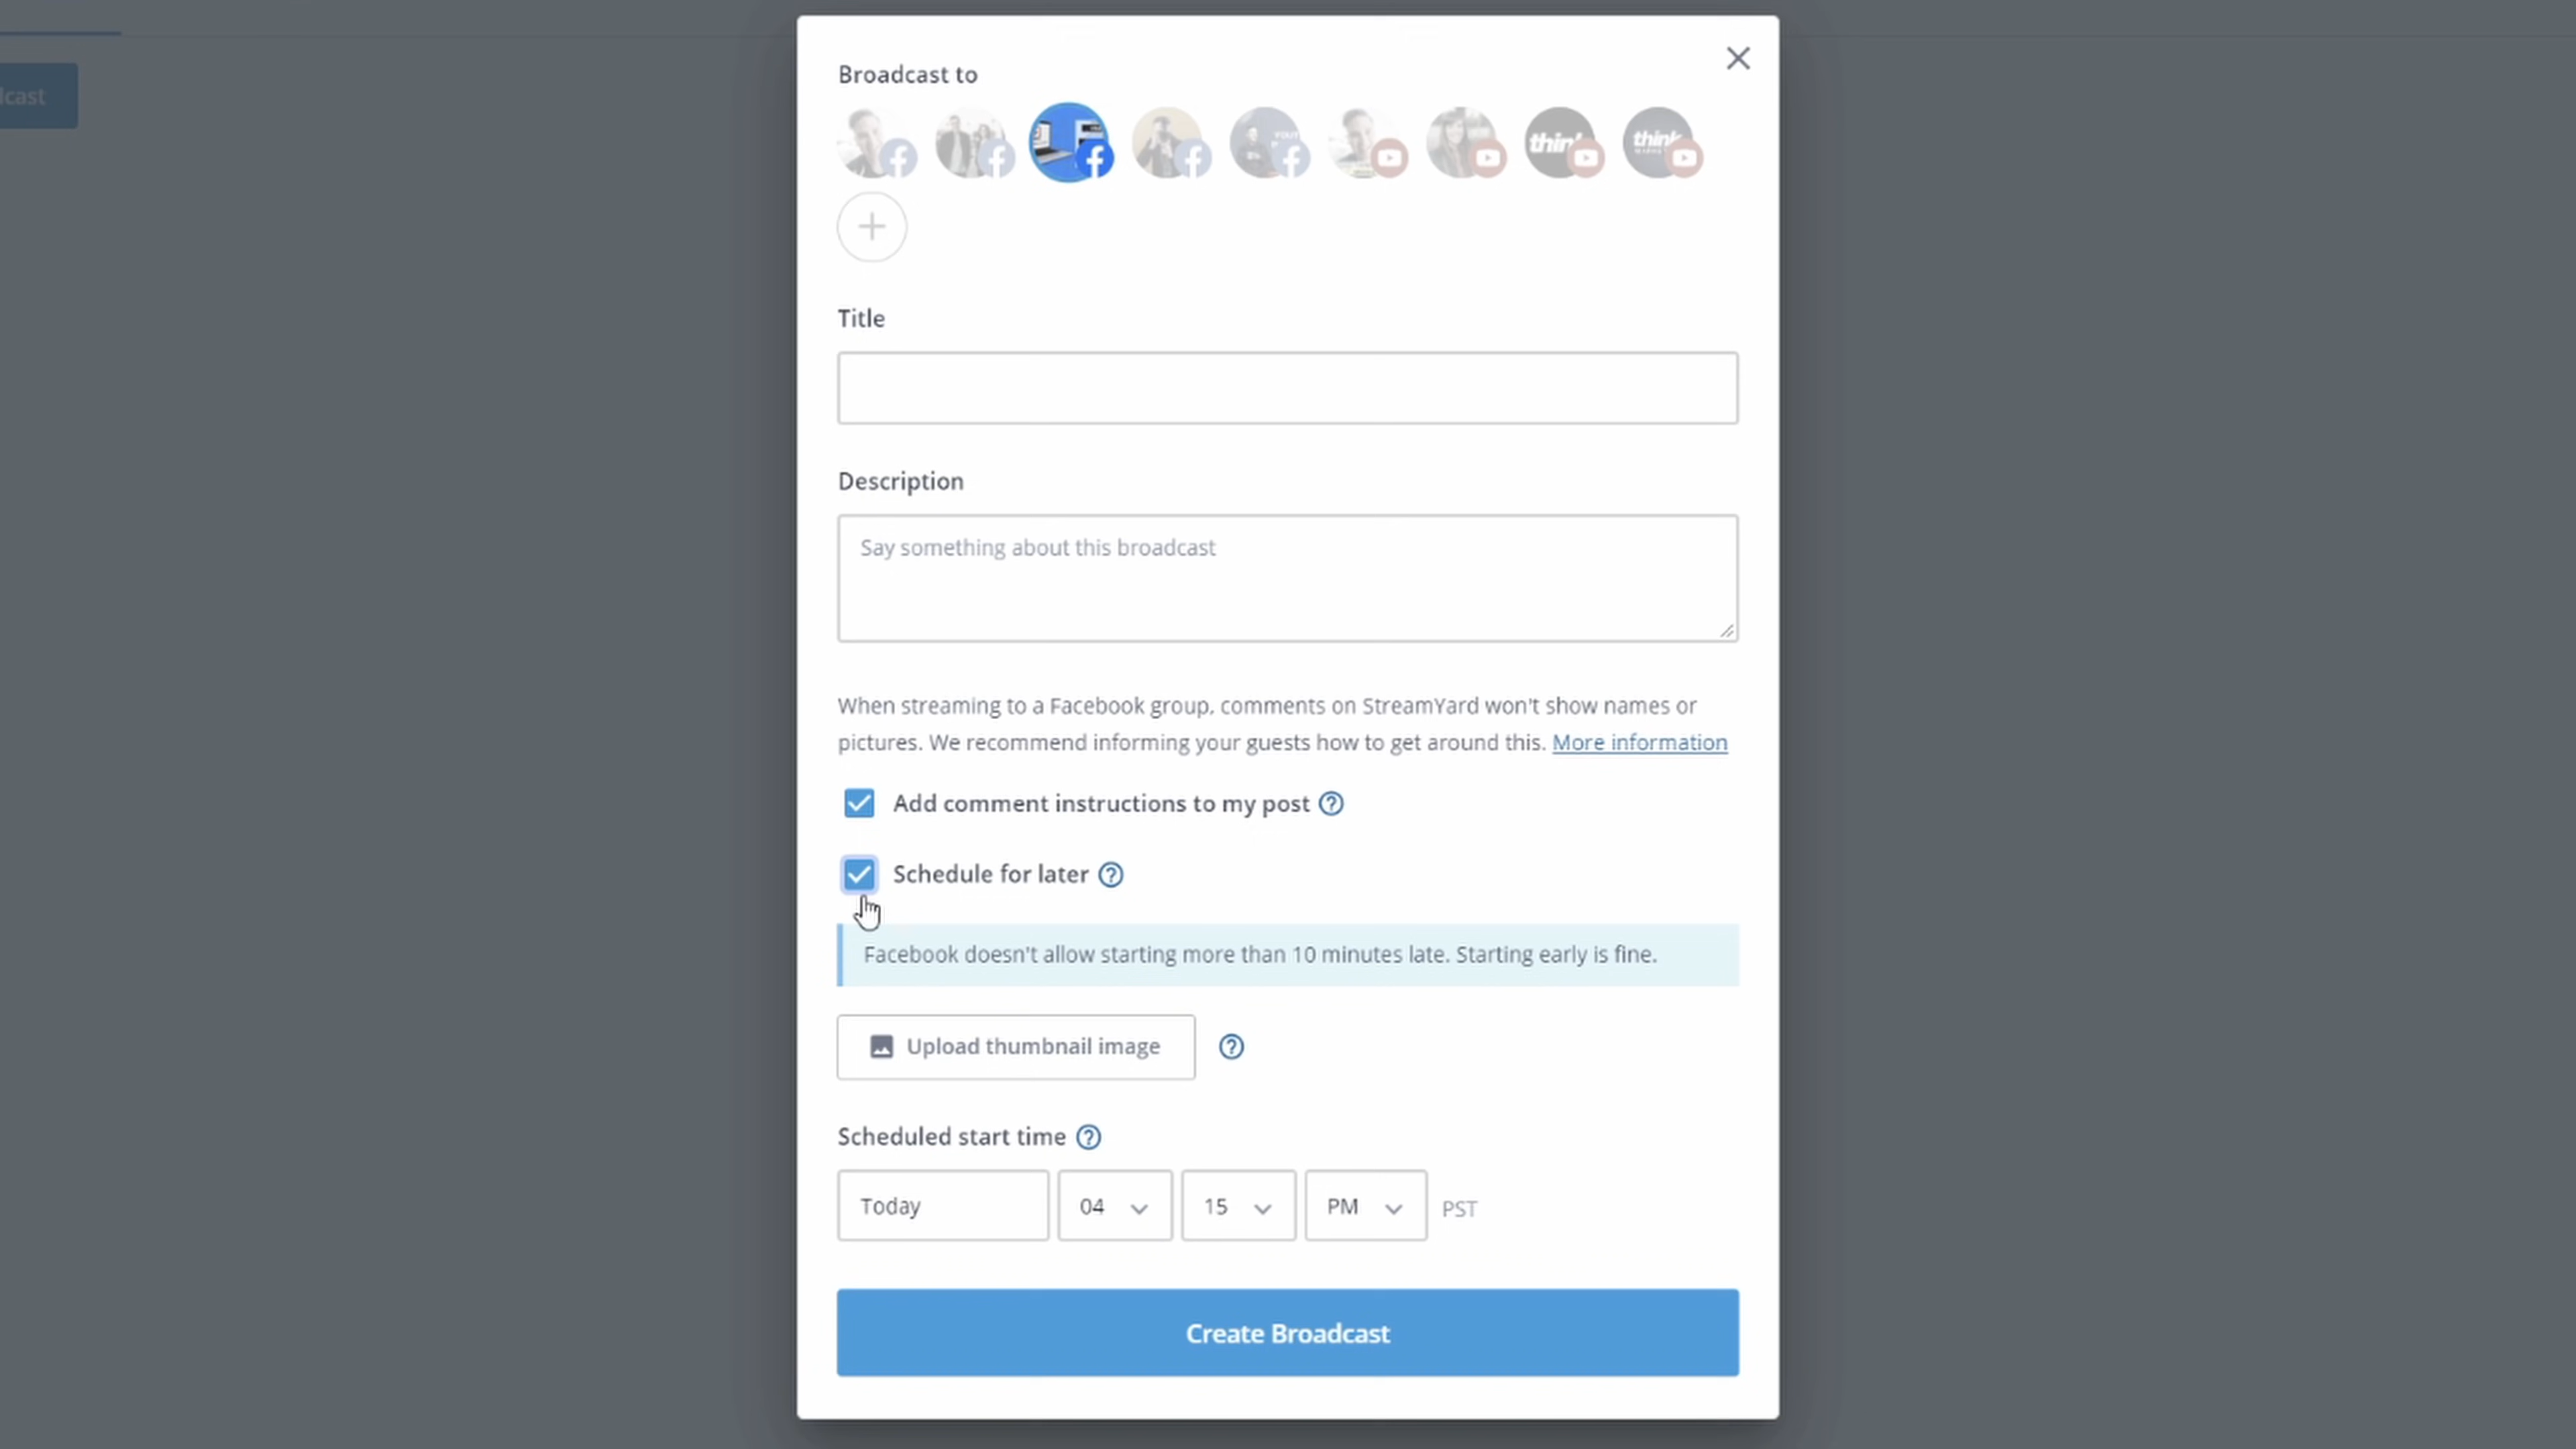 dcast
Broadcast to
think
think
Title
Description
Say something about this broadcast
When streaming to a Facebook group, comments on StreamYard won't show names or
pictures. We recommend informing your guests how to get around this. More information
Add comment instructions to my post
Schedule for later
Facebook doesn't allow starting more than 10 minutes late. Starting early is fine.
Upload thumbnail image
Scheduled start time
Today 04 15 PM PST
Create Broadcast